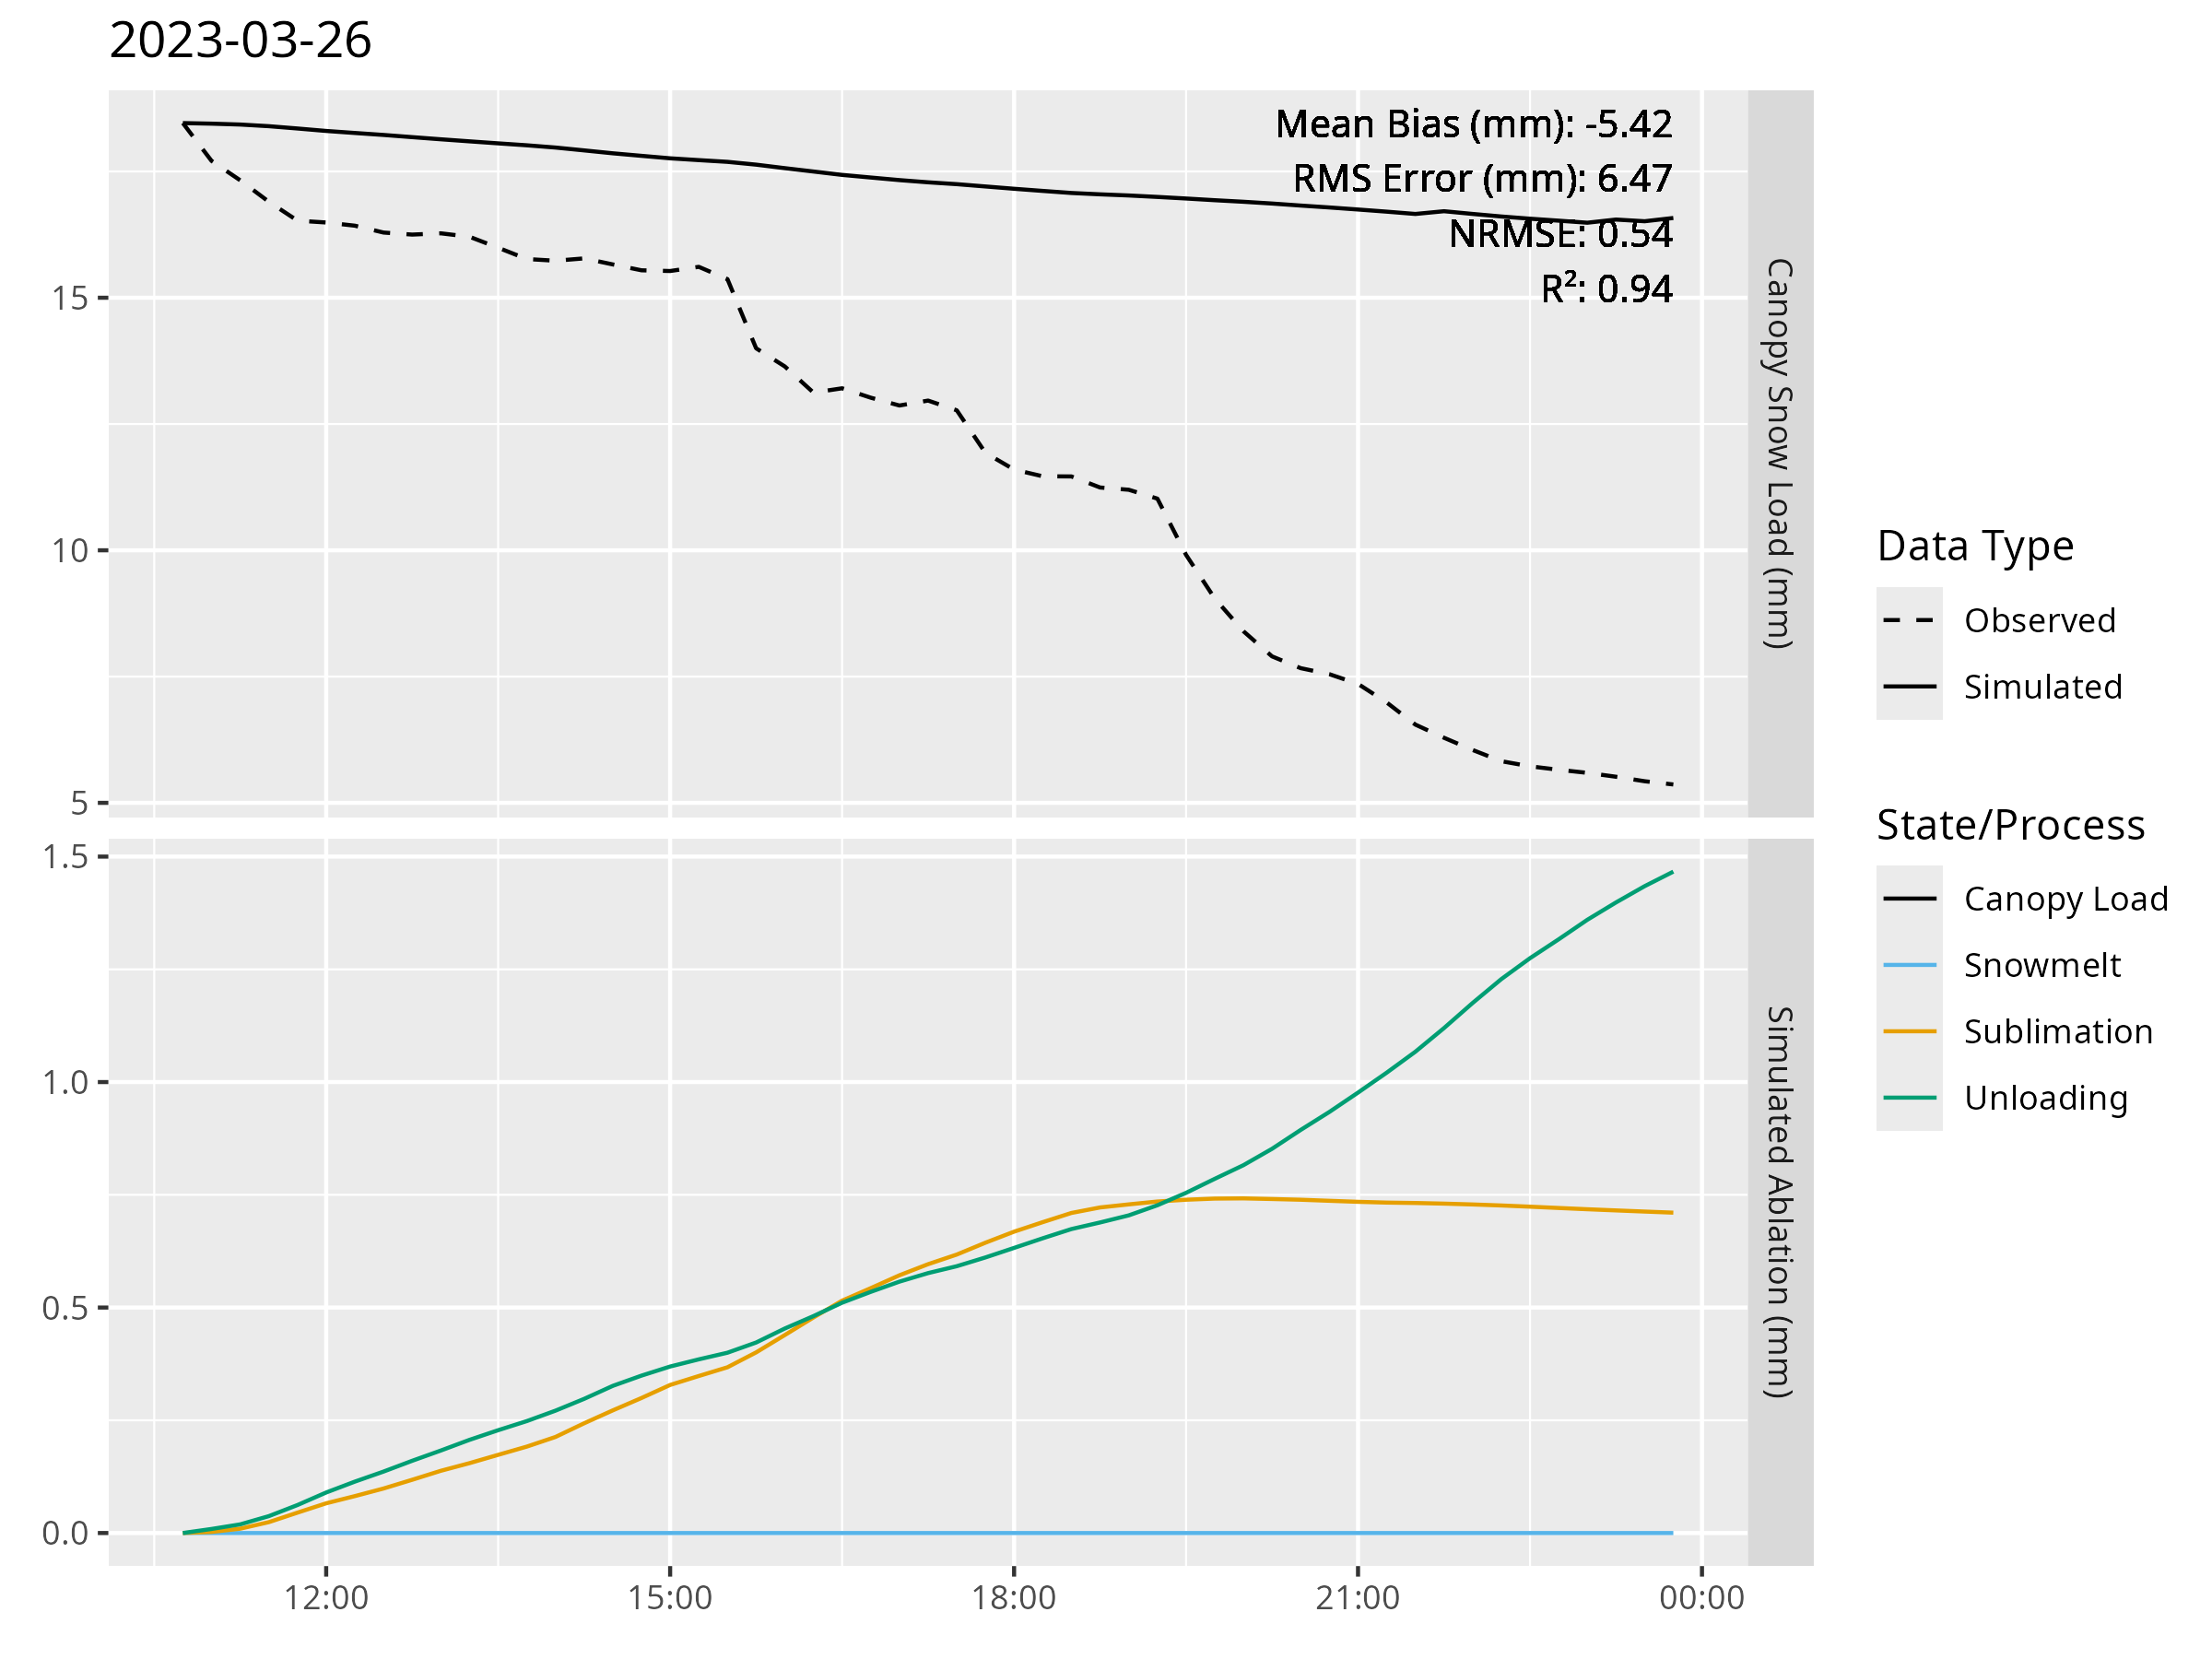 2023-03-26
Mean Bias (mm): -5.42
RMS Error (mm): 6.47
NRMSE: 0.54
R²: 0.94
15
10
5
Canopy Snow Load (mm)
1.5
1.0
0.5
0.0
Simulated Ablation (mm)
12:00
15:00
18:00
21:00
00:00
Data Type
Observed
Simulated
State/Process
Canopy Load
Snowmelt
Sublimation
Unloading